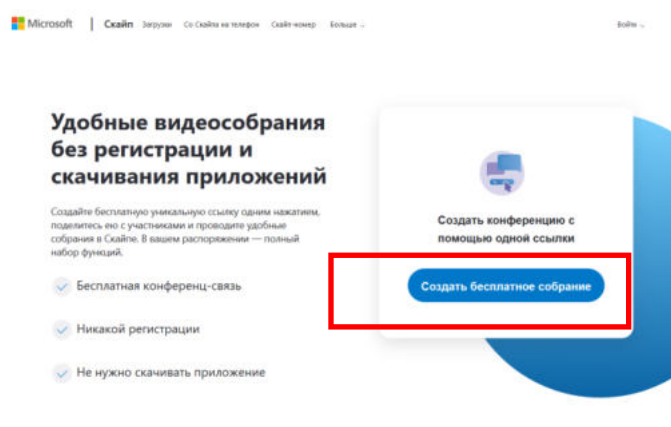 Microsoft | Скайп Загрузки Со Скайпа на телефон Скайп-номер Больше Войти
Удобные видеособрания
без регистрации и
скачивания приложений
Создайте бесплатную уникальную ссылку одним нажатием,
поделитесь ею с участниками и проводите удобные
собрания в Скайпе. В вашем распоряжении — полный
набор функций.
Бесплатная конференц-связь
Никакой регистрации
Не нужно скачивать приложение
Создать конференцию с
помощью одной ссылки
Создать бесплатное собрание